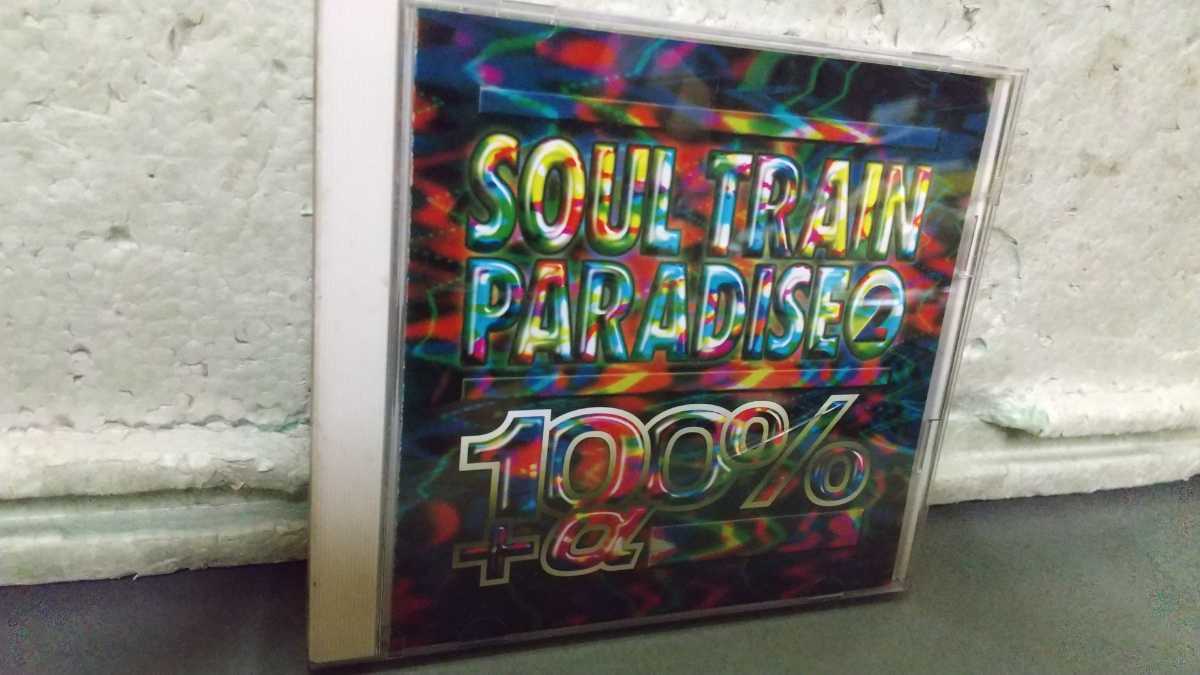 SOUL TRAIN
PARADISE 2
100%
+α